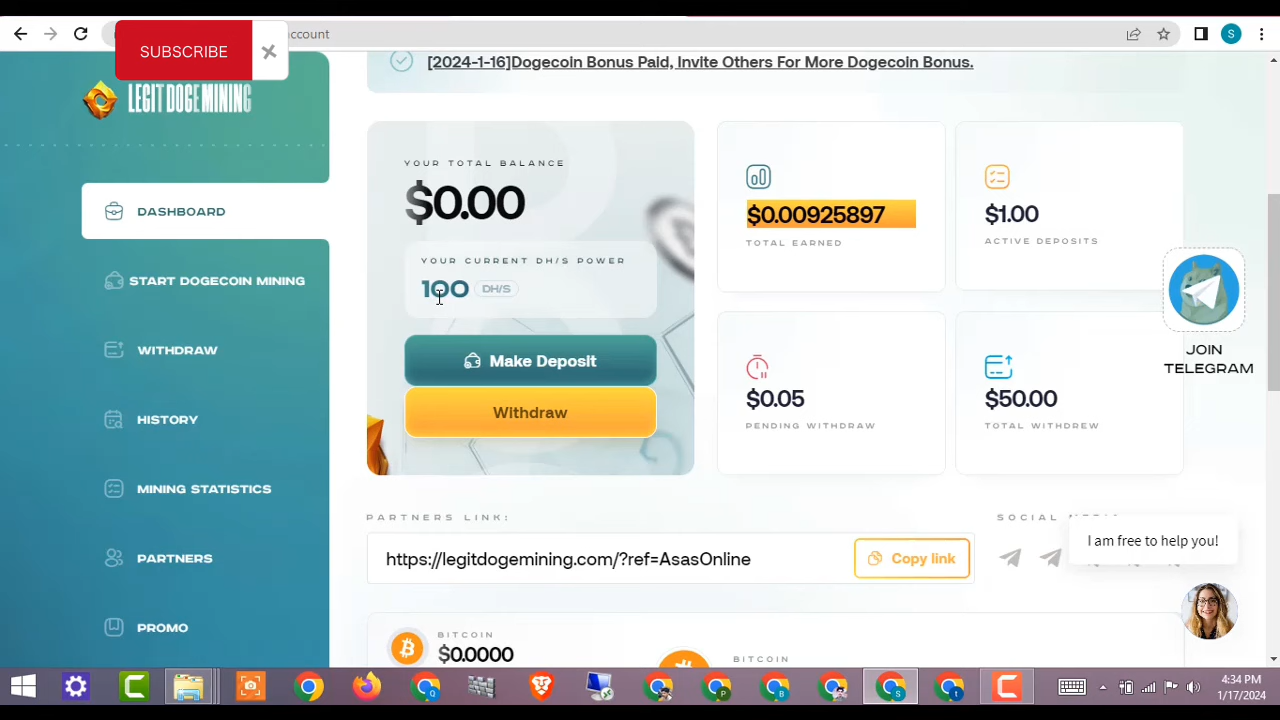 SUBSCRIBE
ccount
LEGIT DOGE MINING
[2024-1-16]Dogecoin Bonus Paid, Invite Others For More Dogecoin Bonus.
DASHBOARD
START DOGECOIN MINING
WITHDRAW
HISTORY
MINING STATISTICS
PARTNERS
PROMO
YOUR TOTAL BALANCE
$0.00
YOUR CURRENT DH/S POWER
100 DH/S
Make Deposit
Withdraw
$0.00925897
TOTAL EARNED
$1.00
ACTIVE DEPOSITS
$0.05
PENDING WITHDRAW
$50.00
TOTAL WITHDREW
JOIN
TELEGRAM
PARTNERS LINK:
https://legitdogemining.com/?ref=AsasOnline
Copy link
SOCIAL
I am free to help you!
BITCOIN
$0.0000
BITCOIN
4:34 PM
1/17/2024